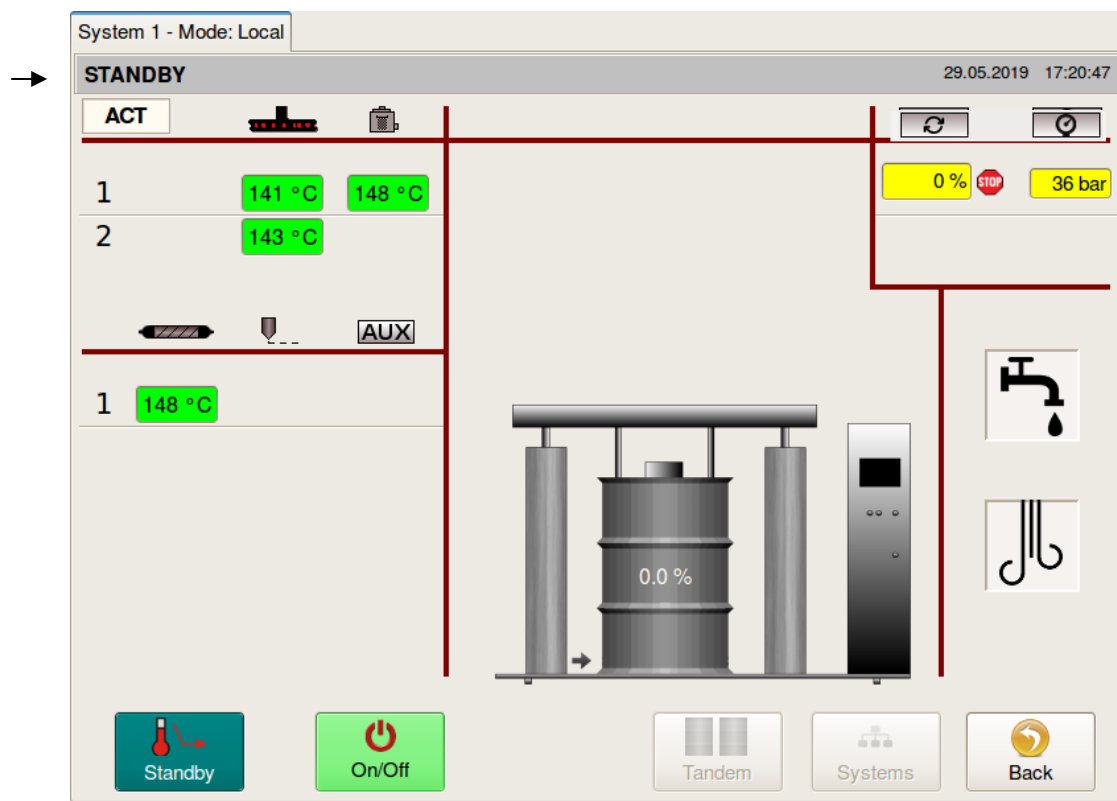 System 1 - Mode: Local
STANDBY 29.05.2019 17:20:47
ACT
1 141 °C 148 °C 0 % STOP 36 bar
2 143 °C
AUX
1 148 °C
0.0 %
Standby On/Off Tandem Systems Back